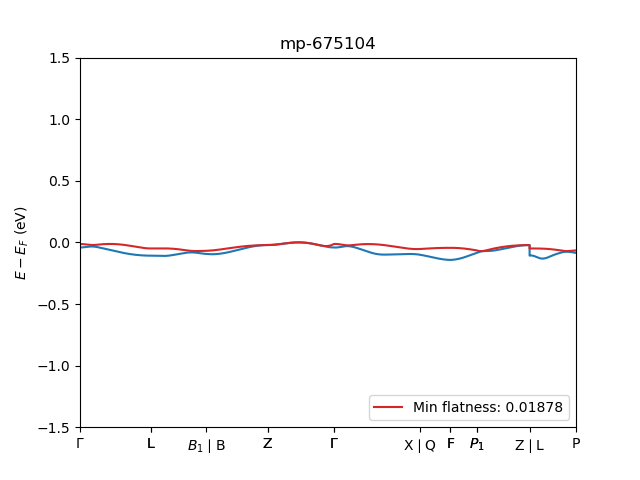 mp-675104
E − E_F (eV)
1.5
1.0
0.5
0.0
−0.5
−1.0
−1.5
Min flatness: 0.01878
Γ L B₁ | B Z Γ X | Q F P₁ Z | L P